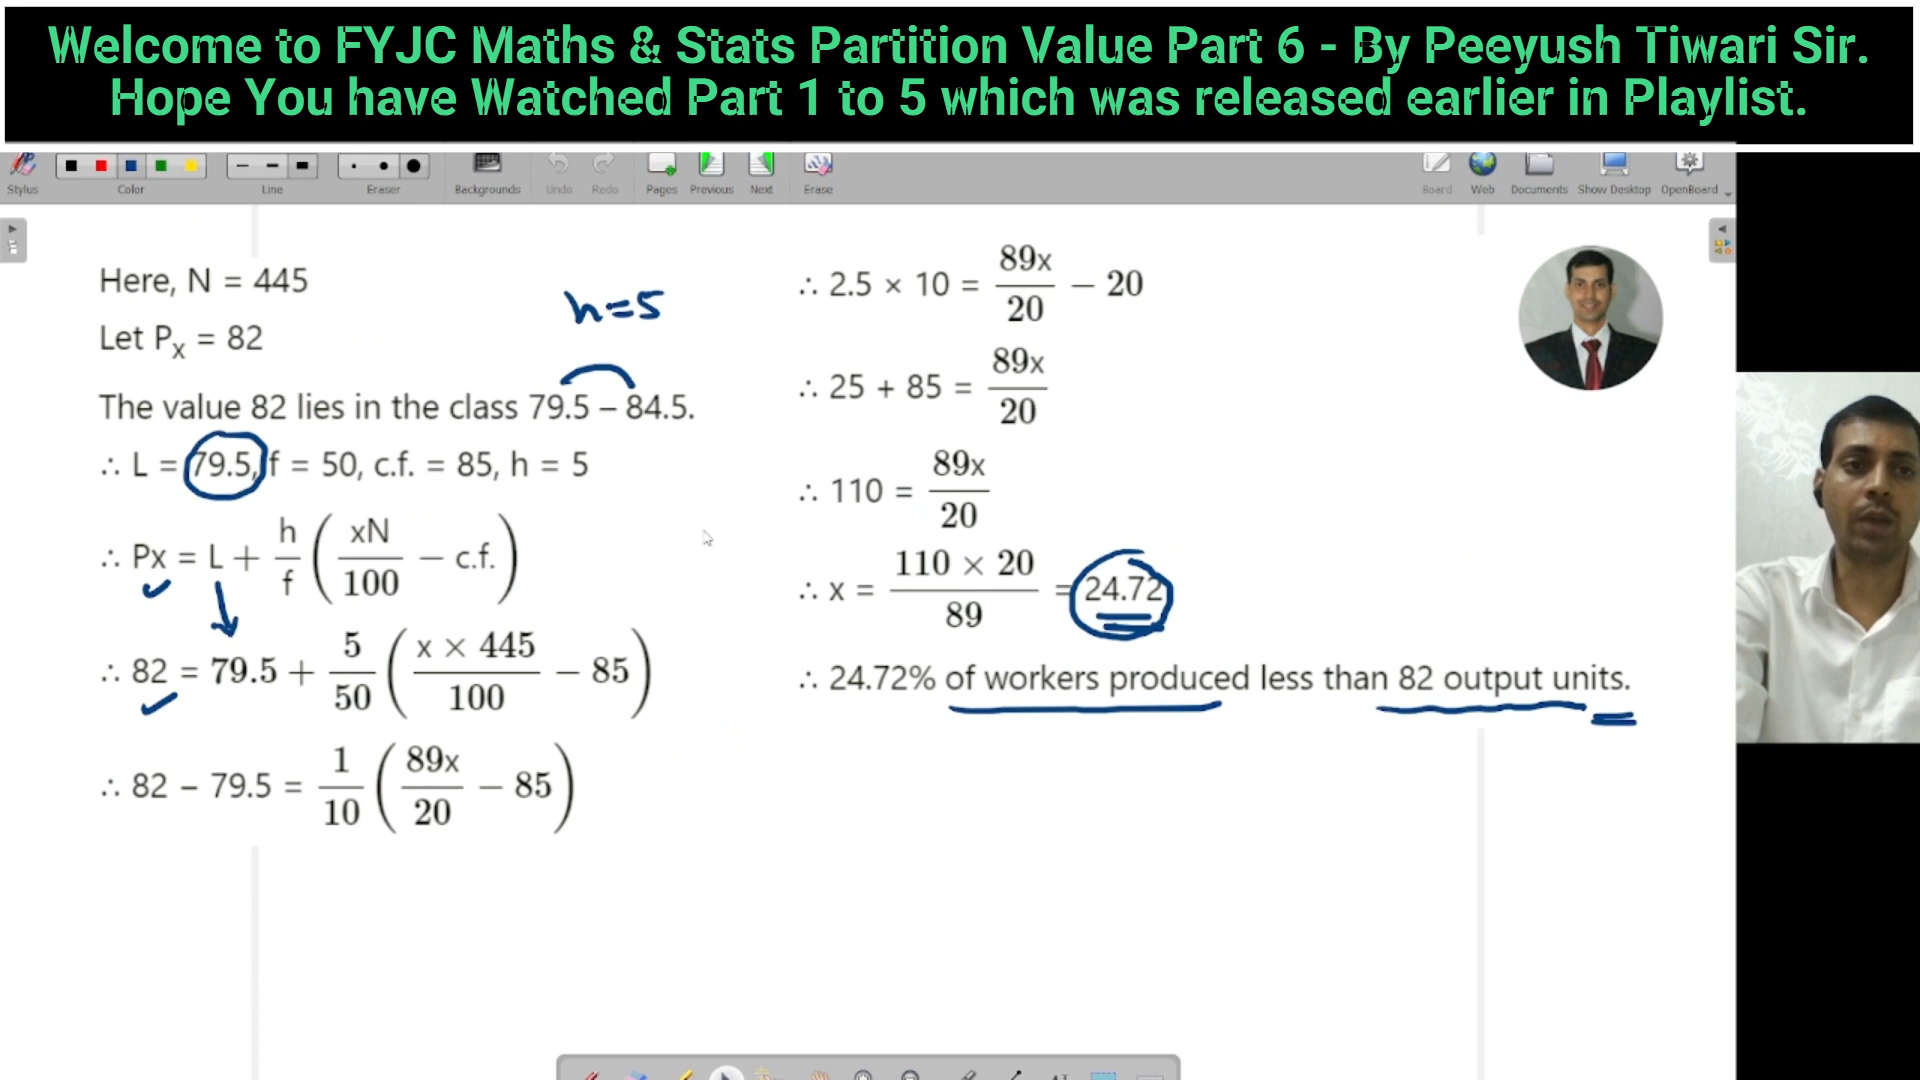 Welcome to FYJC Maths & Stats Partition Value Part 6 - By Peeyush Tiwari Sir.
Hope You have Watched Part 1 to 5 which was released earlier in Playlist.
Stylus Color Line Eraser Backgrounds Undo Redo Pages Previous Next Erase Board Web Documents Show Desktop OpenBoard
Here, N = 445
h=5
Let Pₓ = 82
The value 82 lies in the class 79.5 – 84.5.
∴ L = 79.5, f = 50, c.f. = 85, h = 5
∴ Px = L + h/f ( xN/100 − c.f. )
∴ 82 = 79.5 + 5/50 ( x × 445/100 − 85 )
∴ 82 – 79.5 = 1/10 ( 89x/20 − 85 )
∴ 2.5 × 10 = 89x/20 − 20
∴ 25 + 85 = 89x/20
∴ 110 = 89x/20
∴ x = 110 × 20/89 = 24.72
∴ 24.72% of workers produced less than 82 output units.